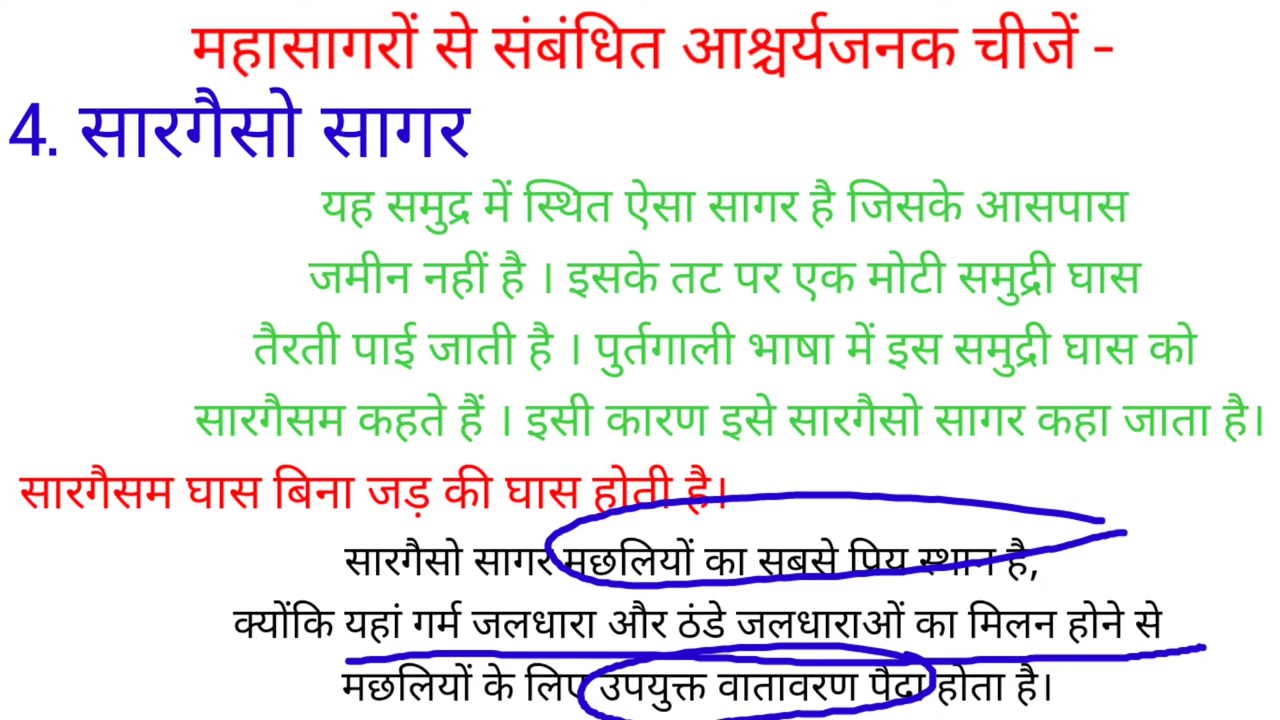 महासागरों से संबंधित आश्चर्यजनक चीजें -
4. सारगैसो सागर
यह समुद्र में स्थित ऐसा सागर है जिसके आसपास
जमीन नहीं है । इसके तट पर एक मोटी समुद्री घास
तैरती पाई जाती है । पुर्तगाली भाषा में इस समुद्री घास को
सारगैसम कहते हैं । इसी कारण इसे सारगैसो सागर कहा जाता है।
सारगैसम घास बिना जड़ की घास होती है।
सारगैसो सागर मछलियों का सबसे प्रिय स्थान है,
क्योंकि यहां गर्म जलधारा और ठंडे जलधाराओं का मिलन होने से
मछलियों के लिए उपयुक्त वातावरण पैदा होता है।